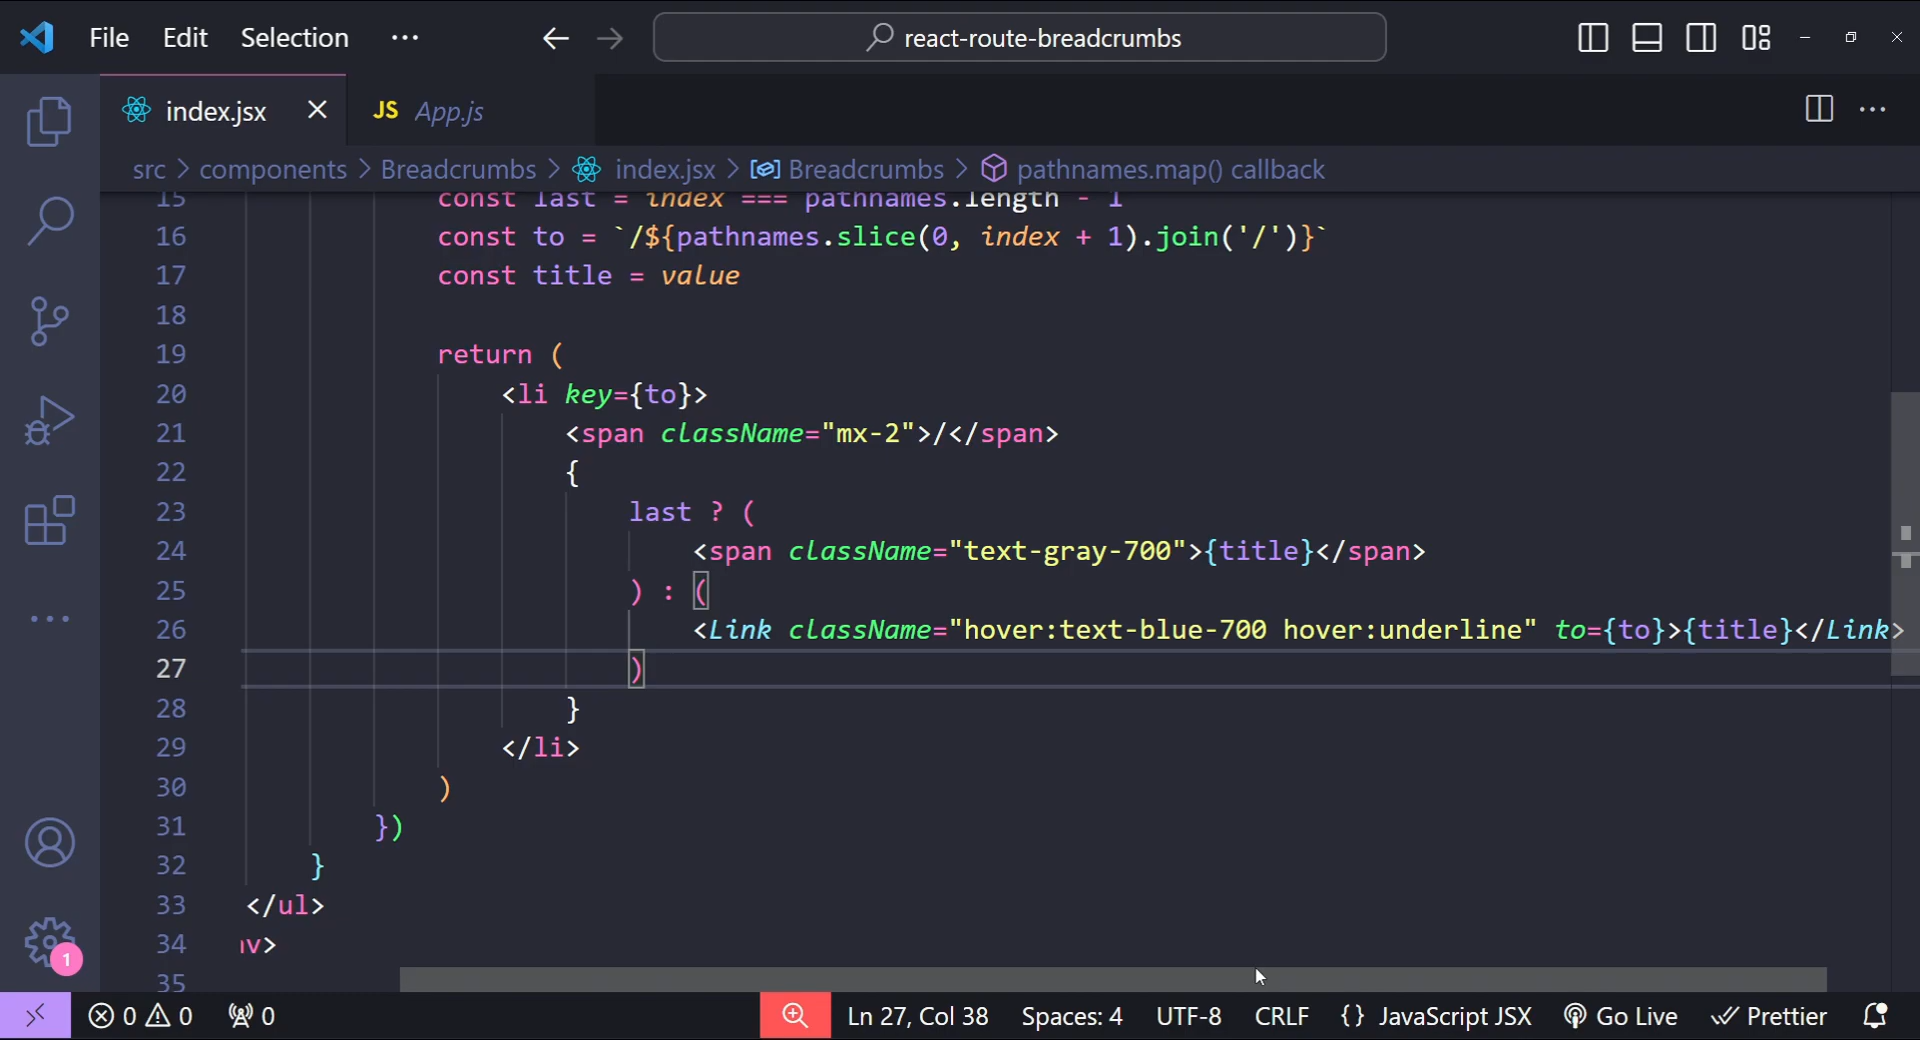 File Edit Selection ··· react-route-breadcrumbs
index.jsx JS App.js ···
src > components > Breadcrumbs > index.jsx > Breadcrumbs > pathnames.map() callback
15 const last = index === pathnames.length - 1
16 const to = `/${pathnames.slice(0, index + 1).join('/')}`
17 const title = value
18
19 return (
20 <li key={to}>
21 <span className="mx-2">/</span>
22 {
23 last ? (
24 <span className="text-gray-700">{title}</span>
25 ) : (
26 <Link className="hover:text-blue-700 hover:underline" to={to}>{title}</Link>
27 )
28 }
29 </li>
30 )
31 })
32 }
33 </ul>
34 iv>
35
1
0 0 0 Ln 27, Col 38 Spaces: 4 UTF-8 CRLF {} JavaScript JSX Go Live Prettier